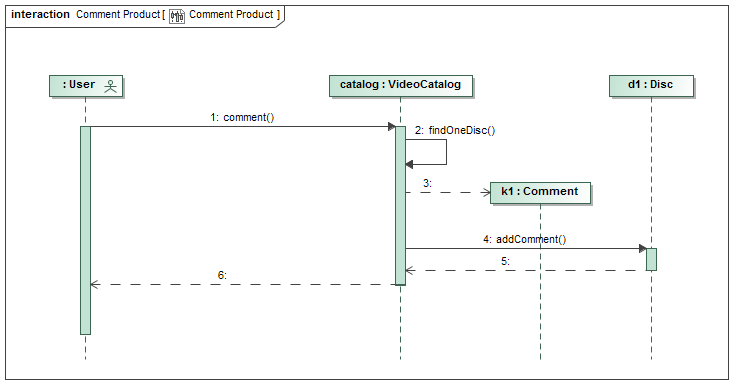 interaction Comment Product [ Comment Product ]
: User
catalog : VideoCatalog
d1 : Disc
1: comment()
2: findOneDisc()
3:
k1 : Comment
4: addComment()
5:
6: